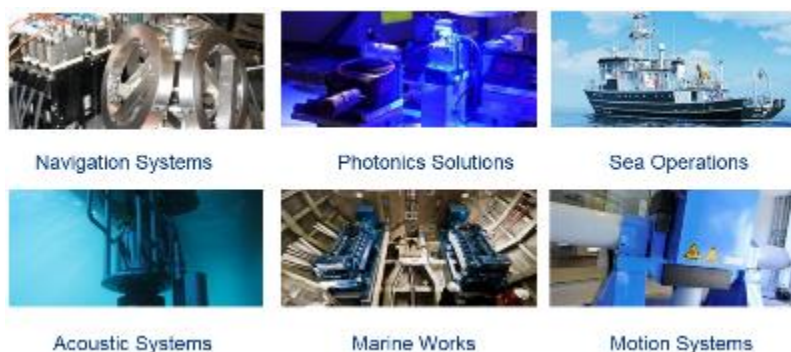 Navigation Systems
Photonics Solutions
Sea Operations
Acoustic Systems
Marine Works
Motion Systems